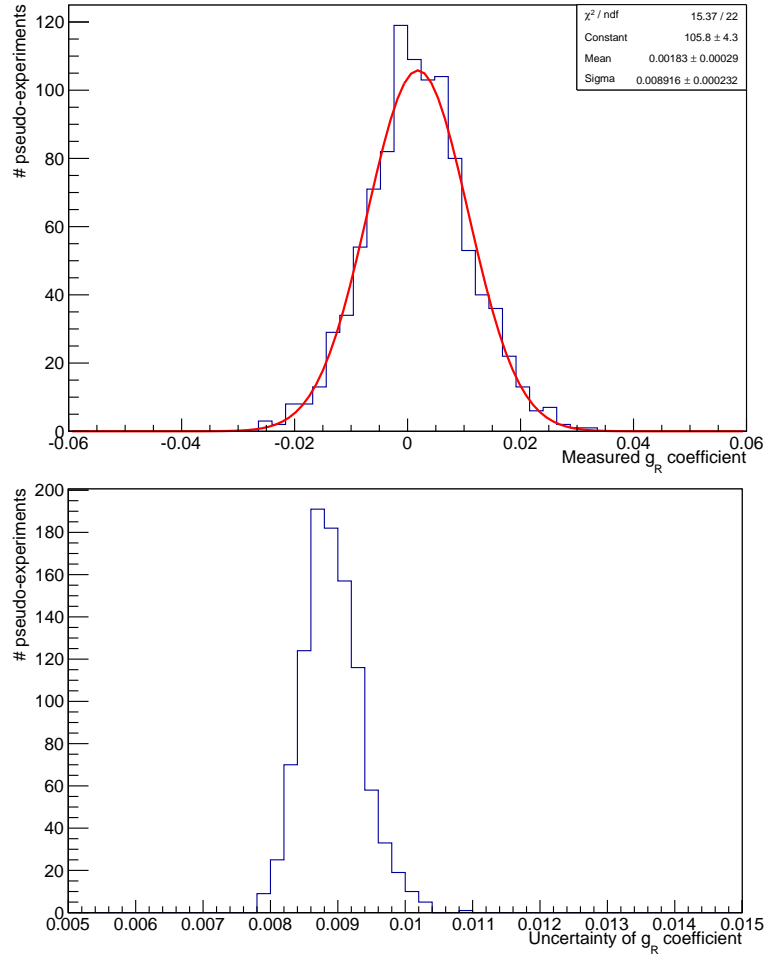 # pseudo-experiments
120
100
80
60
40
20
0
χ² / ndf 15.37 / 22
Constant 105.8 ± 4.3
Mean 0.00183 ± 0.00029
Sigma 0.008916 ± 0.000232
-0.06 -0.04 -0.02 0 0.02 0.04 0.06
Measured g_R coefficient
# pseudo-experiments
200
180
160
140
120
100
80
60
40
20
0
0.005 0.006 0.007 0.008 0.009 0.01 0.011 0.012 0.013 0.014 0.015
Uncertainty of g_R coefficient